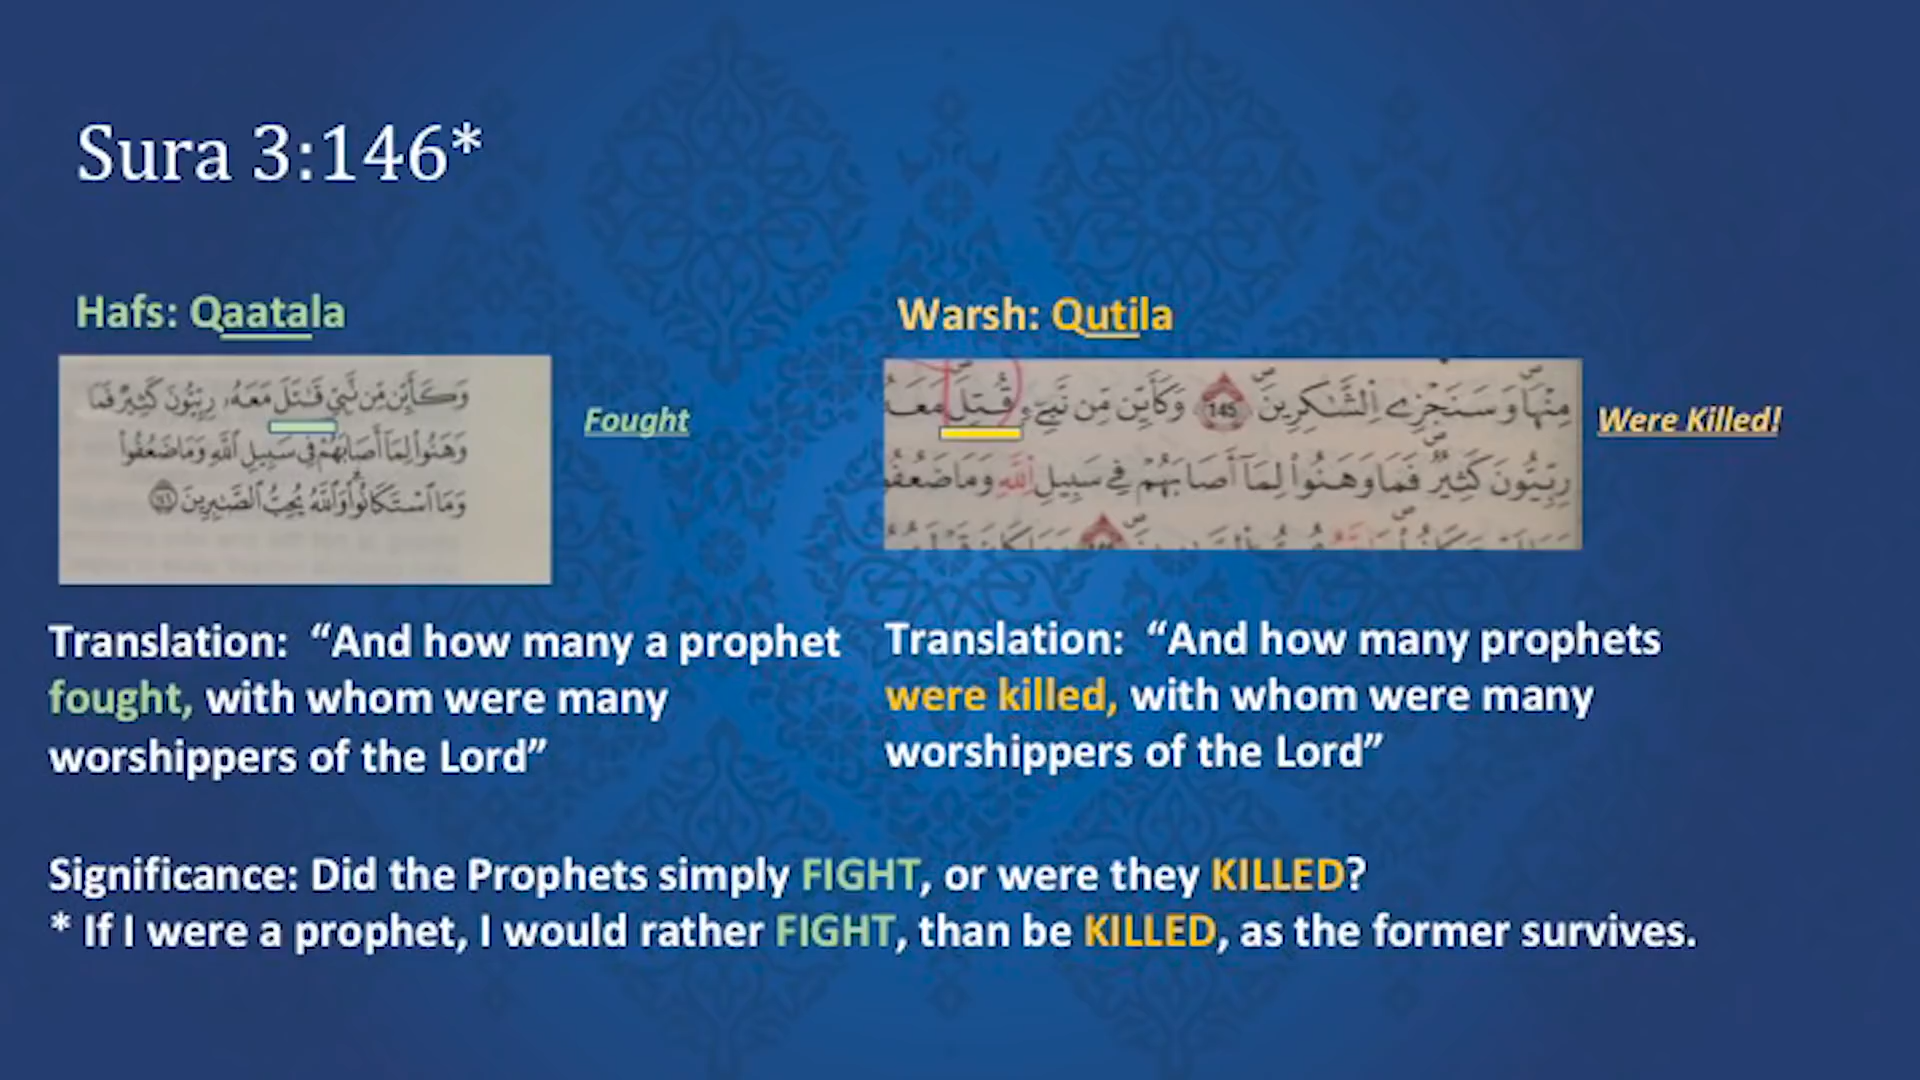 Sura 3:146*
Hafs: Qaatala
وَكَأَيِّن مِّن نَّبِيٍّ قَٰتَلَ مَعَهُۥ رِبِّيُّونَ كَثِيرٌ فَمَا
وَهَنُوا۟ لِمَآ أَصَابَهُمْ فِى سَبِيلِ ٱللَّهِ وَمَا ضَعُفُوا۟
وَمَا ٱسْتَكَانُوا۟ وَٱللَّهُ يُحِبُّ ٱلصَّٰبِرِينَ ١٤٦
Fought
Translation: “And how many a prophet
fought, with whom were many
worshippers of the Lord”
Warsh: Qutila
مِنْهَا وَسَنَجْزِے اِ۬لشَّٰكِرِينَ 145 وَكَأَيِّن مِّن نَّبِےٓءٖ قُتِلَ مَعَهُ
رِبِّيُّونَ كَثِيرٞ فَمَا وَهَنُواْ لِمَآ أَصَابَهُمْ فِے سَبِيلِ اِ۬للَّهِ وَمَا ضَعُفُ
Were Killed!
Translation: “And how many prophets
were killed, with whom were many
worshippers of the Lord”
Significance: Did the Prophets simply FIGHT, or were they KILLED?
* If I were a prophet, I would rather FIGHT, than be KILLED, as the former survives.